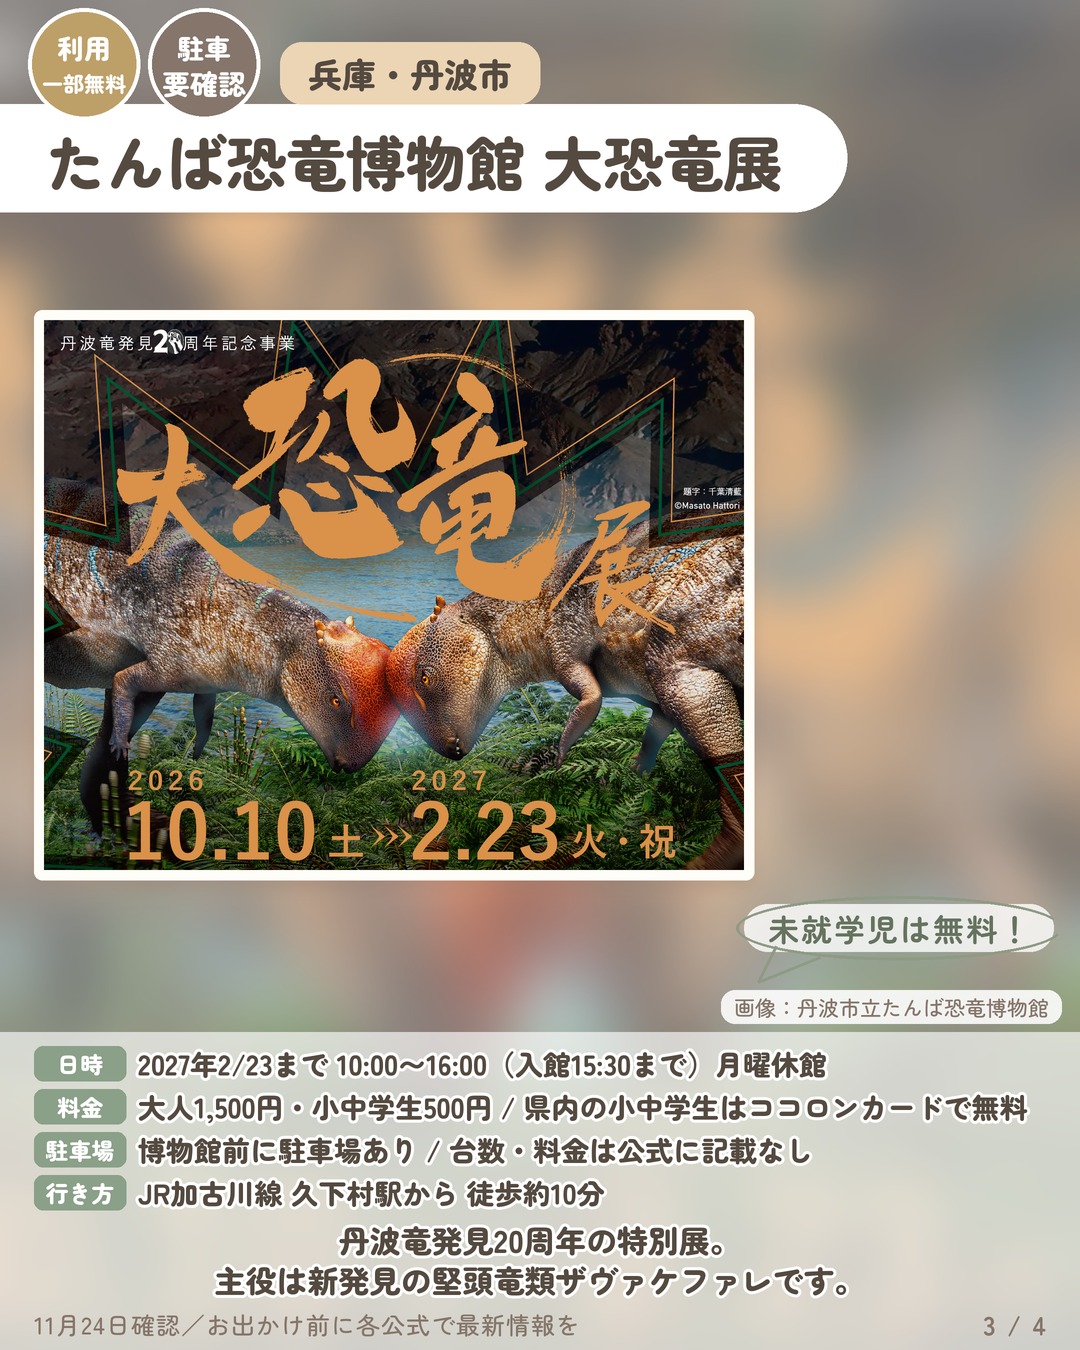 利用
一部無料
駐車
要確認
兵庫・丹波市
たんば恐竜博物館 大恐竜展
丹波竜発見20周年記念事業
大恐竜展
題字：千葉清藍
©Masato Hattori
2026
10.10 土 >>> 2027
2.23 火・祝
未就学児は無料！
画像：丹波市立たんば恐竜博物館
日時 2027年2/23まで 10:00〜16:00（入館15:30まで）月曜休館
料金 大人1,500円・小中学生500円 / 県内の小中学生はココロンカードで無料
駐車場 博物館前に駐車場あり / 台数・料金は公式に記載なし
行き方 JR加古川線 久下村駅から 徒歩約10分
丹波竜発見20周年の特別展。
主役は新発見の堅頭竜類ザヴァケファレです。
11月24日確認／お出かけ前に各公式で最新情報を
3 / 4